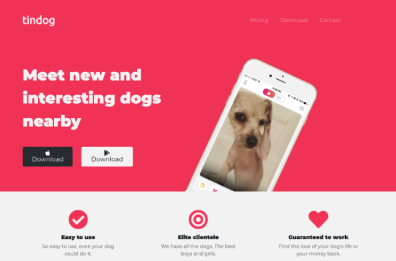 tindog
Pricing Download Contact
Meet new and
interesting dogs
nearby
Download Download
Easy to use
So easy to use, even your dog
could do it.
Elite clientele
We have all the dogs. The best
boys and girls.
Guaranteed to work
Find the love of your dog's life or
your money back.